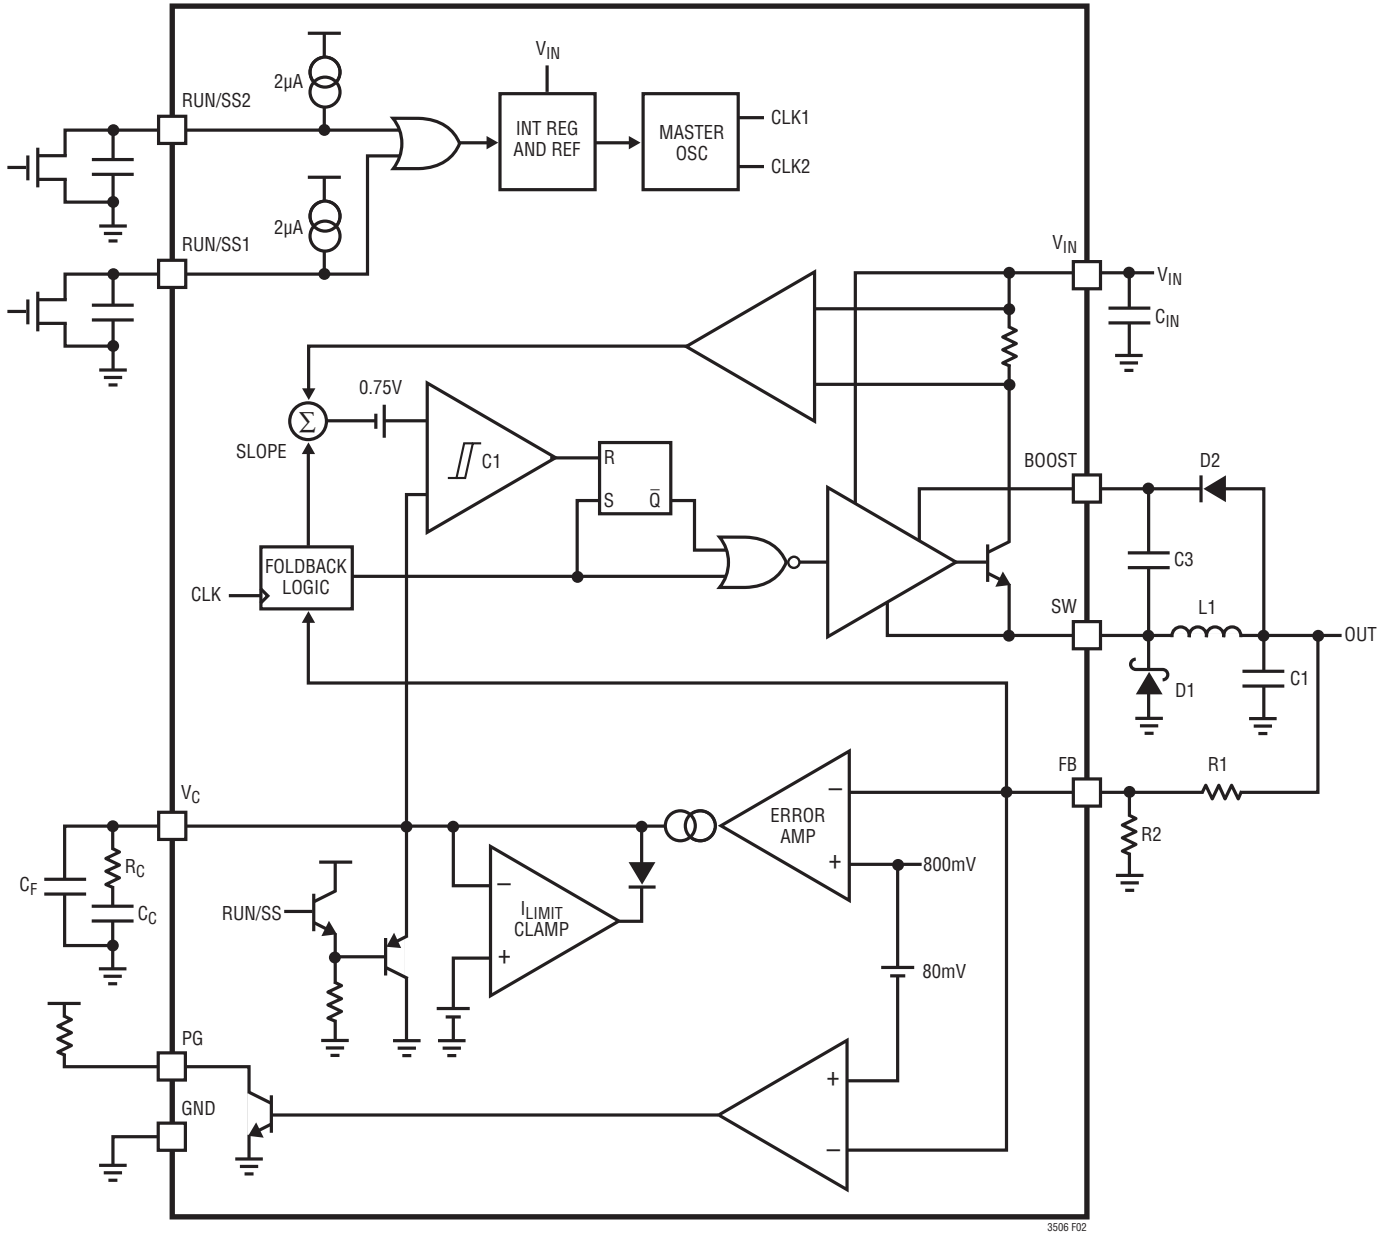 RUN/SS2
2µA
V_IN
INT REG
AND REF
MASTER
OSC
CLK1
CLK2
RUN/SS1
2µA
V_IN
V_IN
C_IN
0.75V
Σ
SLOPE
C1
R
S
Q̅
BOOST
D2
C3
FOLDBACK
LOGIC
CLK
SW
L1
OUT
D1
C1
FB
R1
R2
V_C
ERROR
AMP
−
+
800mV
R_C
C_F
C_C
RUN/SS
−
I_LIMIT
CLAMP
+
80mV
PG
GND
+
−
3506 F02